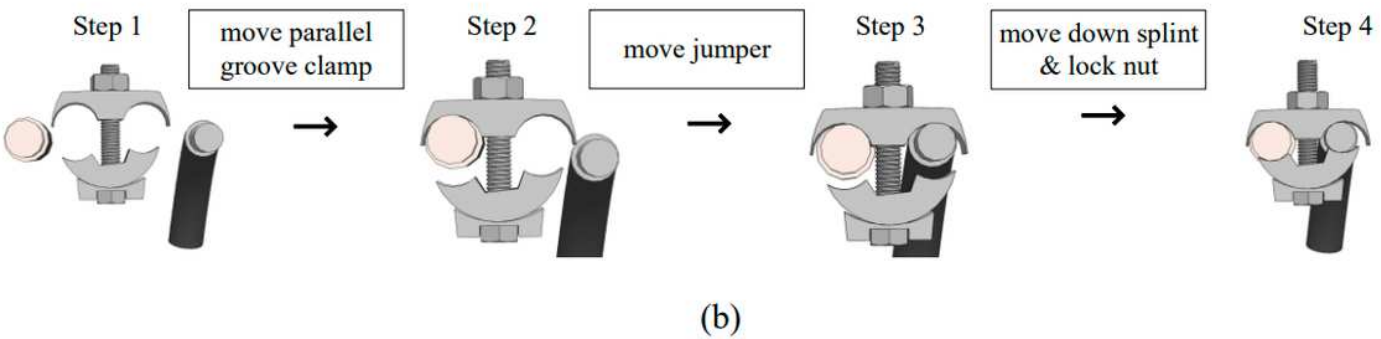 Step 1
move parallel
groove clamp
Step 2
move jumper
Step 3
move down splint
& lock nut
Step 4
(b)